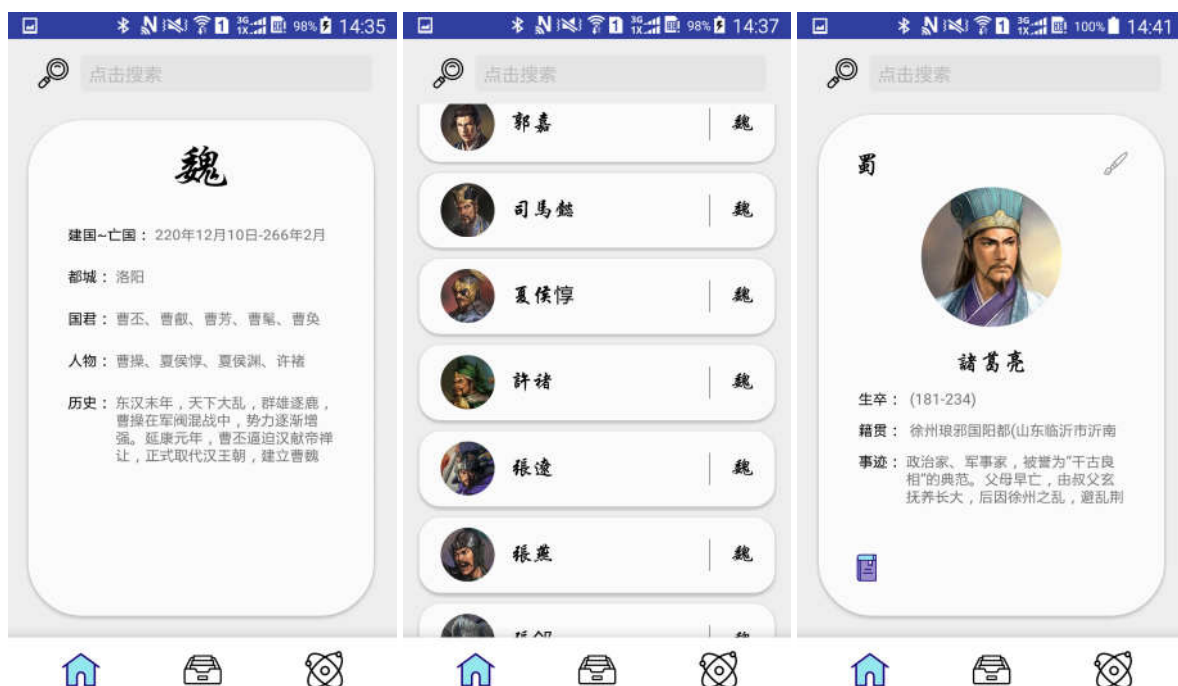 3G
1X
98%
14:35
点击搜索
魏
建国~亡国： 220年12月10日-266年2月
都城： 洛阳
国君： 曹丕、曹叡、曹芳、曹髦、曹奂
人物： 曹操、夏侯惇、夏侯渊、许褚
历史： 东汉末年，天下大乱，群雄逐鹿，
曹操在军阀混战中，势力逐渐增
强。延康元年，曹丕逼迫汉献帝禅
让，正式取代汉王朝，建立曹魏
3G
1X
98%
14:37
点击搜索
郭嘉 魏
司馬懿 魏
夏侯惇 魏
許褚 魏
張遼 魏
張燕 魏
3G
1X
100%
14:41
点击搜索
蜀
諸葛亮
生卒： (181-234)
籍贯： 徐州琅邪国阳都(山东临沂市沂南
事迹： 政治家、军事家，被誉为“千古良
相”的典范。父母早亡，由叔父玄
抚养长大，后因徐州之乱，避乱荆